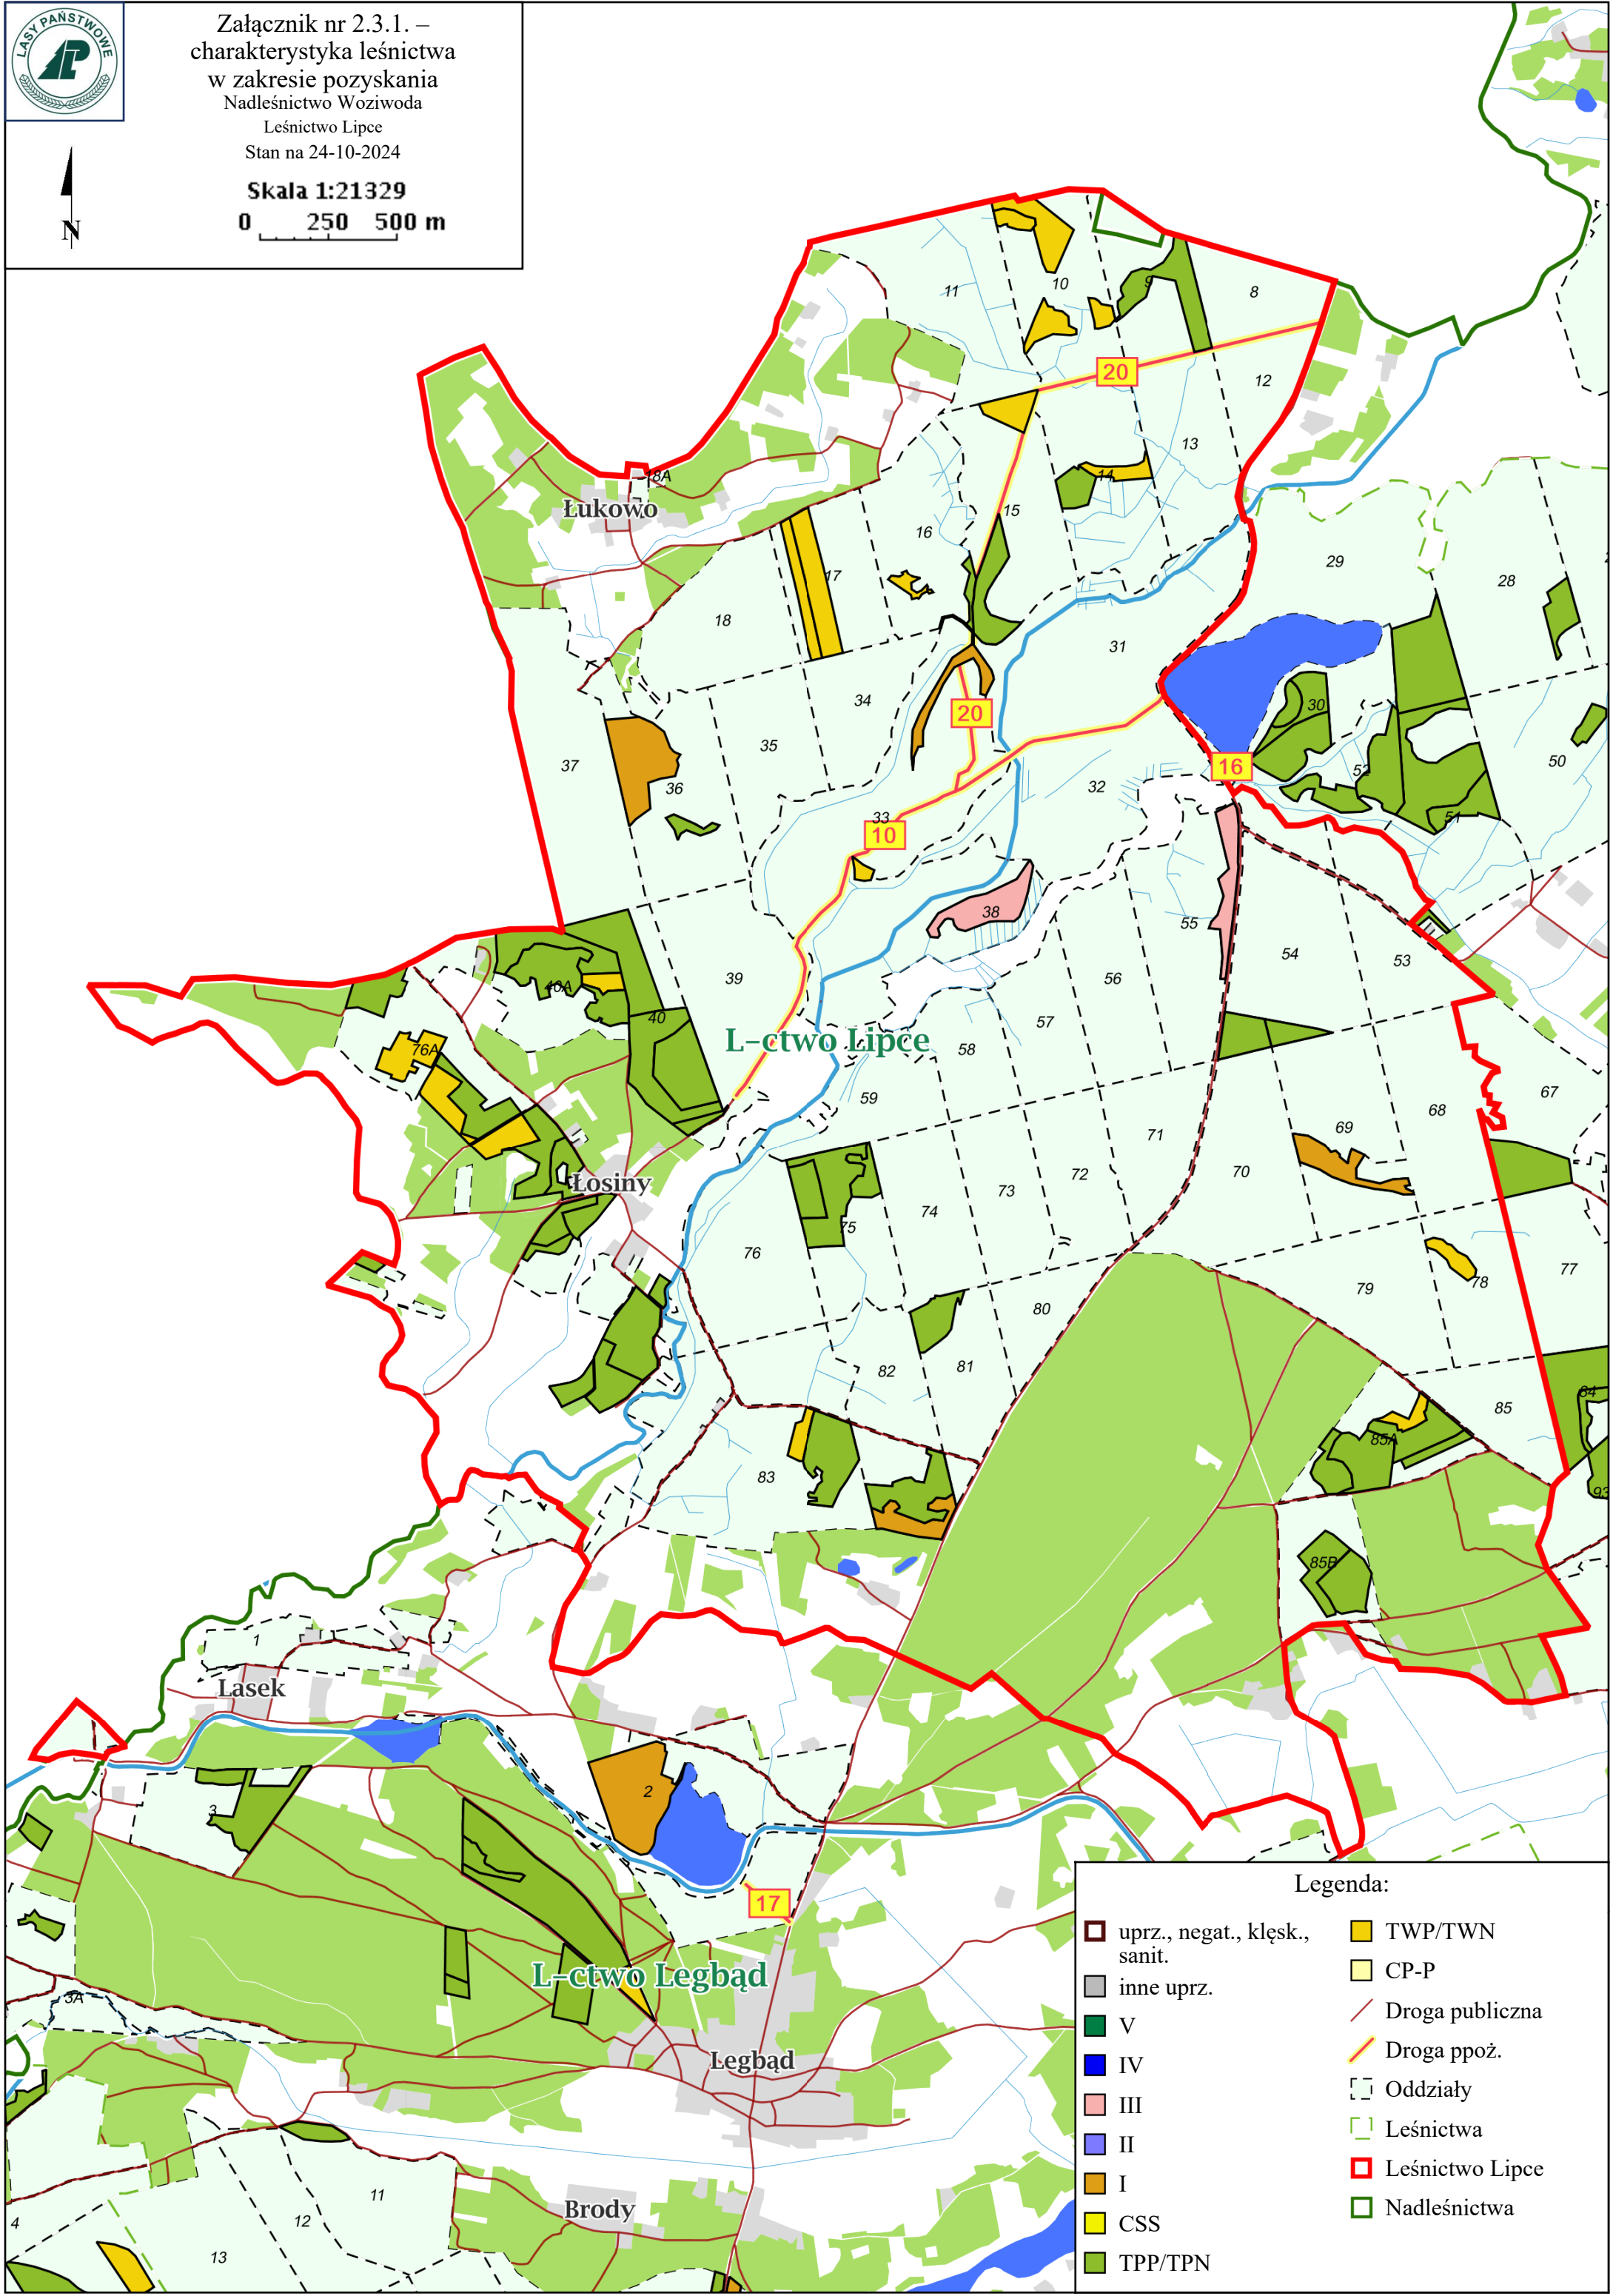 LASY PAŃSTWOWE
Załącznik nr 2.3.1. –
charakterystyka leśnictwa
w zakresie pozyskania
Nadleśnictwo Woziwoda
Leśnictwo Lipce
Stan na 24-10-2024
Skala 1:21329
0 250 500 m
N
11
10
9
8
20
12
13
14
18A
Łukowo
15
16
17
29
28
18
31
34
30
20
35
37
36
32
16
52
50
33
10
51
38
55
54
53
39
56
40A
40
57
L-ctwo Lipce
58
76A
59
67
68
69
71
70
72
73
Łosiny
74
75
76
77
78
79
80
81
82
84
85
85A
83
93
85B
1
Lasek
2
3
17
L-ctwo Legbąd
3A
Legbąd
11
Brody
12
4
13
Legenda:
uprz., negat., klęsk.,
sanit.
inne uprz.
V
IV
III
II
I
CSS
TPP/TPN
TWP/TWN
CP-P
Droga publiczna
Droga ppoż.
Oddziały
Leśnictwa
Leśnictwo Lipce
Nadleśnictwa